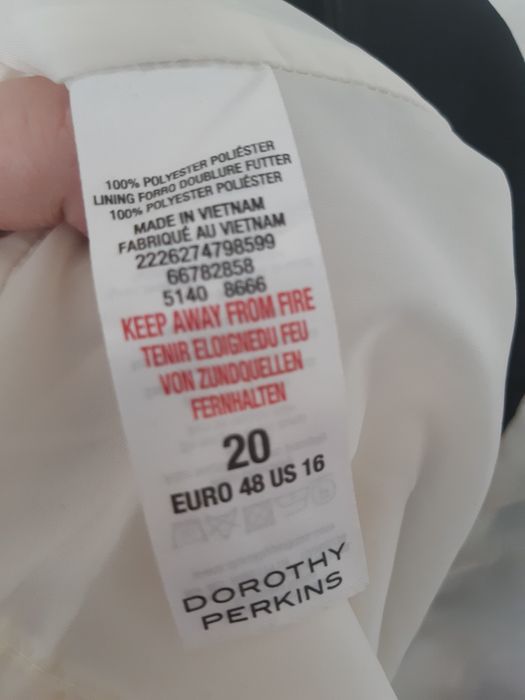 100% POLYESTER POLIÉSTER
LINING FORRO DOUBLURE FUTTER
100% POLYESTER POLIÉSTER
MADE IN VIETNAM
FABRIQUÉ AU VIETNAM
2226274798599
66782858
5140 8666
KEEP AWAY FROM FIRE
TENIR ELOIGNEDU FEU
VON ZUNDQUELLEN
FERNHALTEN
20
EURO 48 US 16
DOROTHY
PERKINS